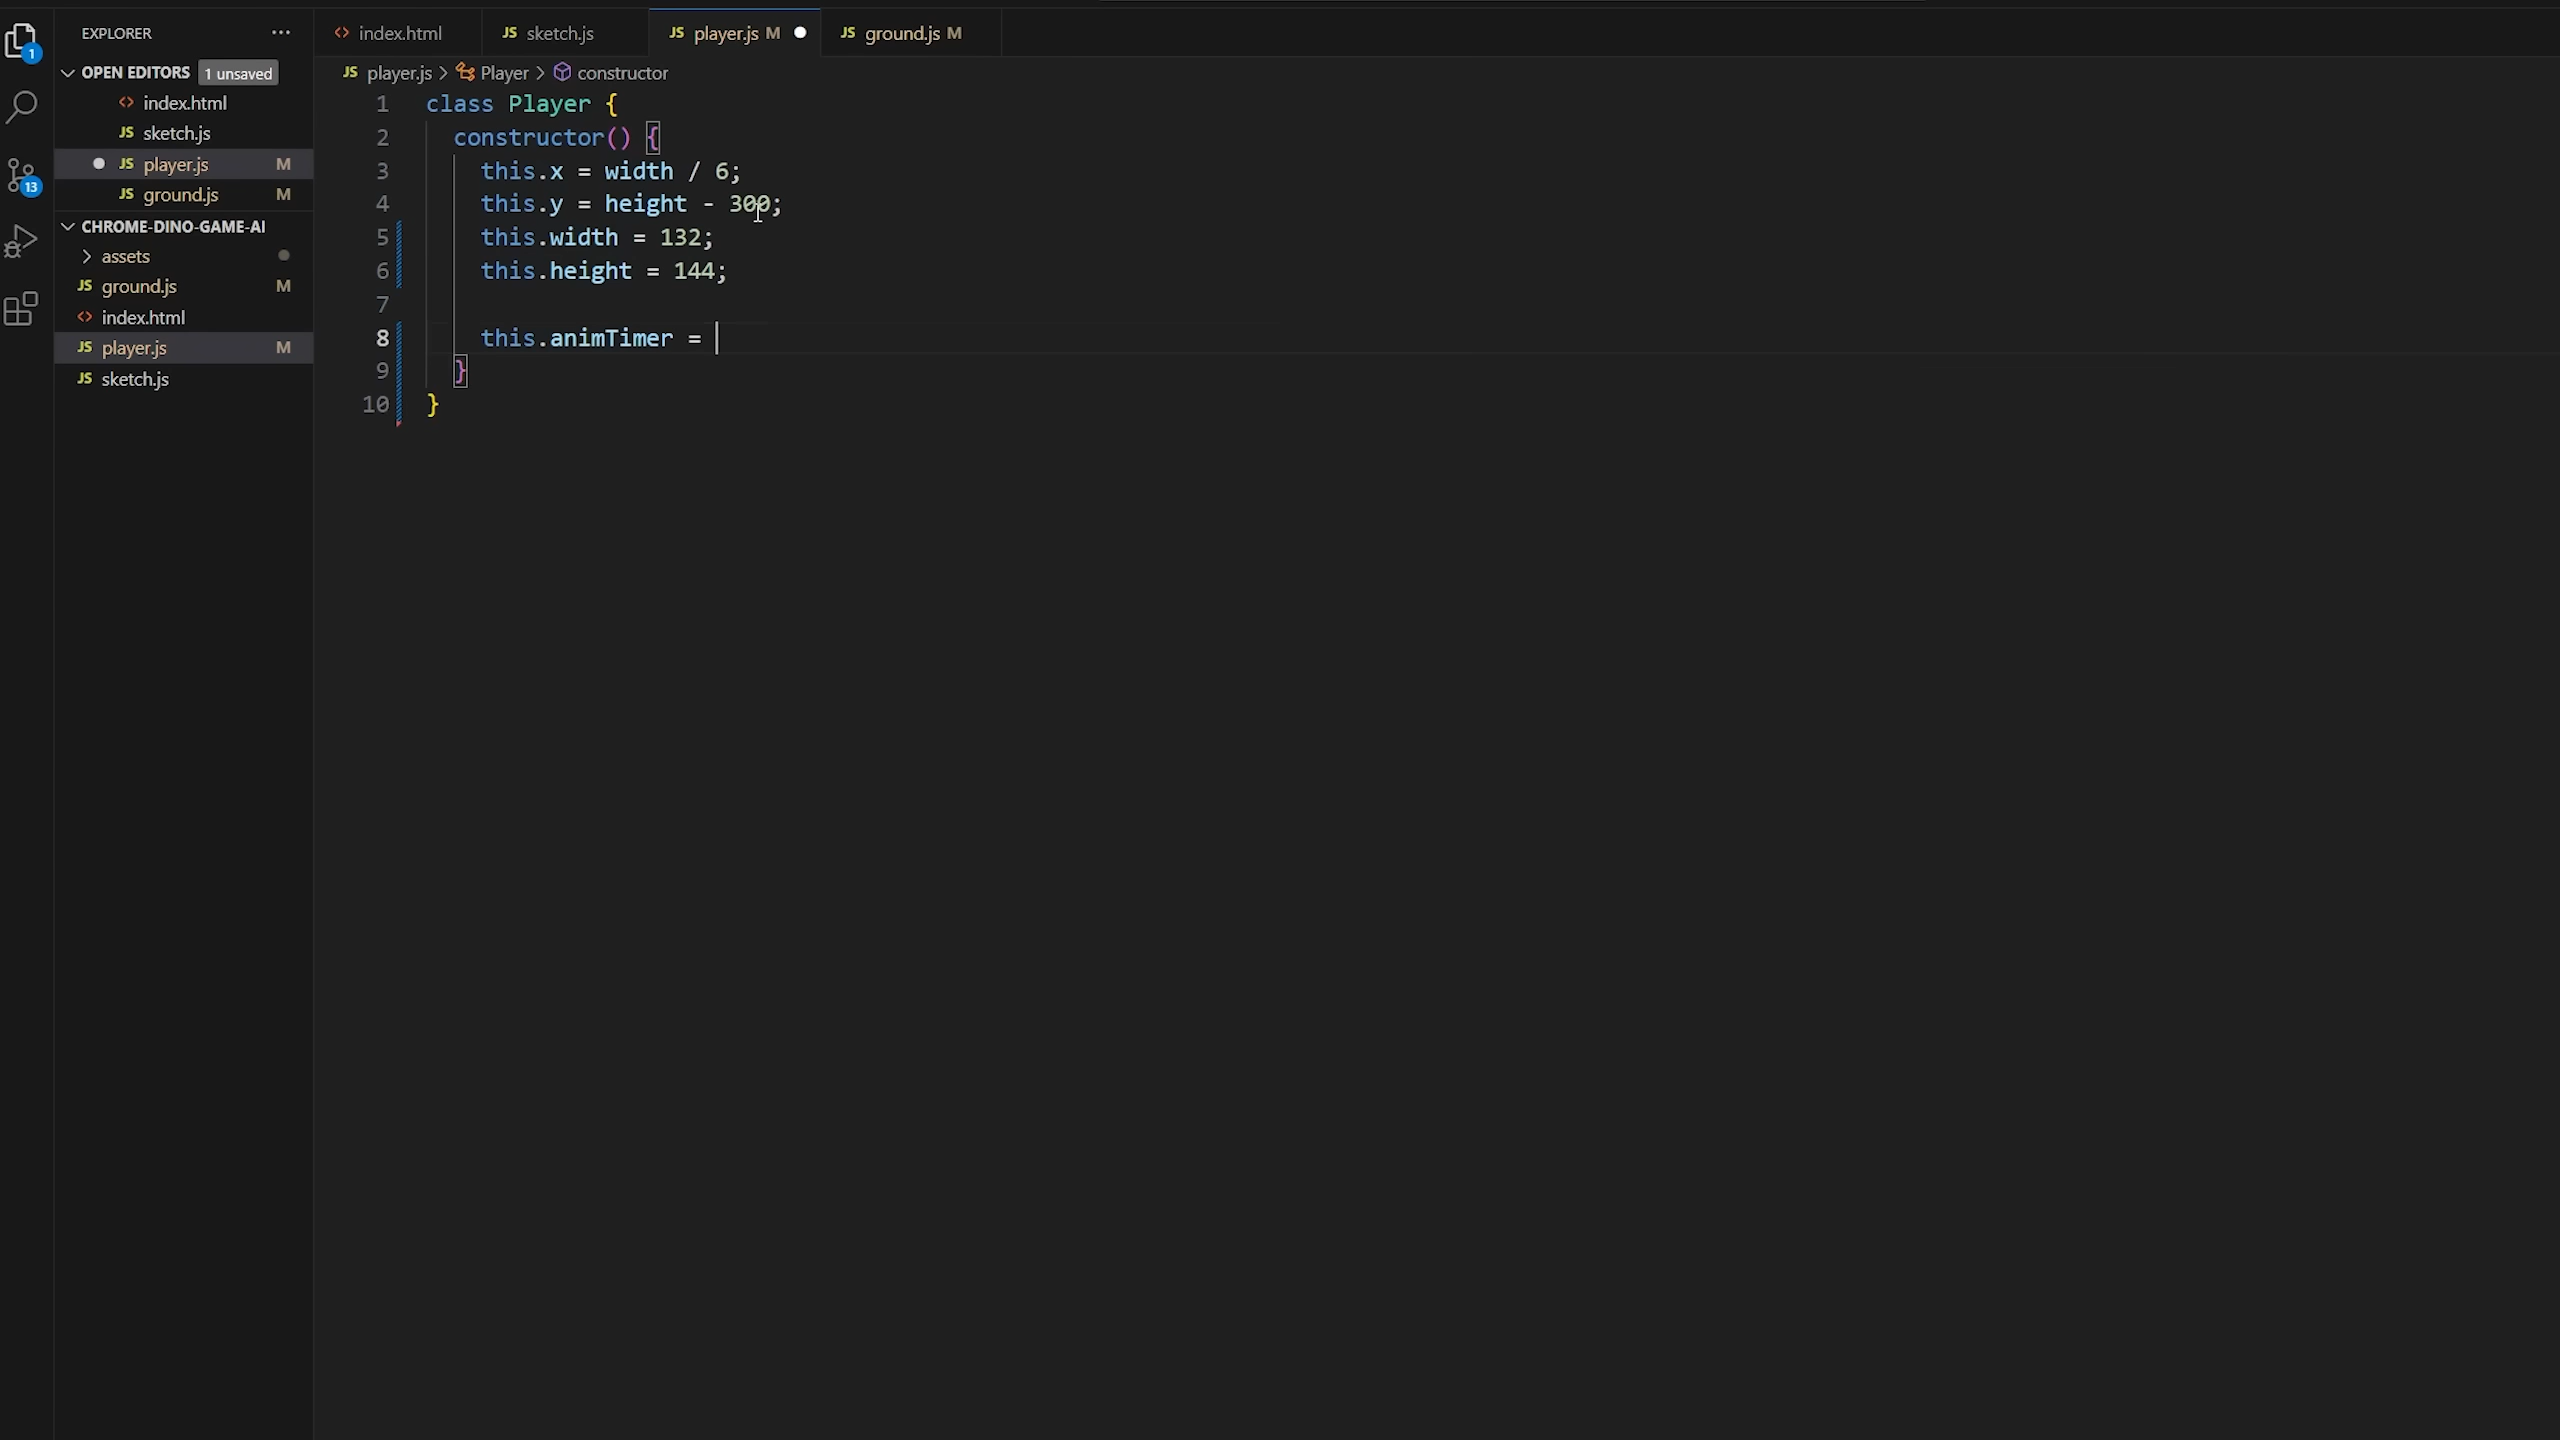 EXPLORER
OPEN EDITORS 1 unsaved
index.html
sketch.js
player.js M
ground.js M
CHROME-DINO-GAME-AI
assets
ground.js M
index.html
player.js M
sketch.js
1
13
index.html sketch.js player.js M ground.js M
player.js > Player > constructor
1 class Player {
2 constructor() {
3 this.x = width / 6;
4 this.y = height - 300;
5 this.width = 132;
6 this.height = 144;
7
8 this.animTimer =
9 }
10 }